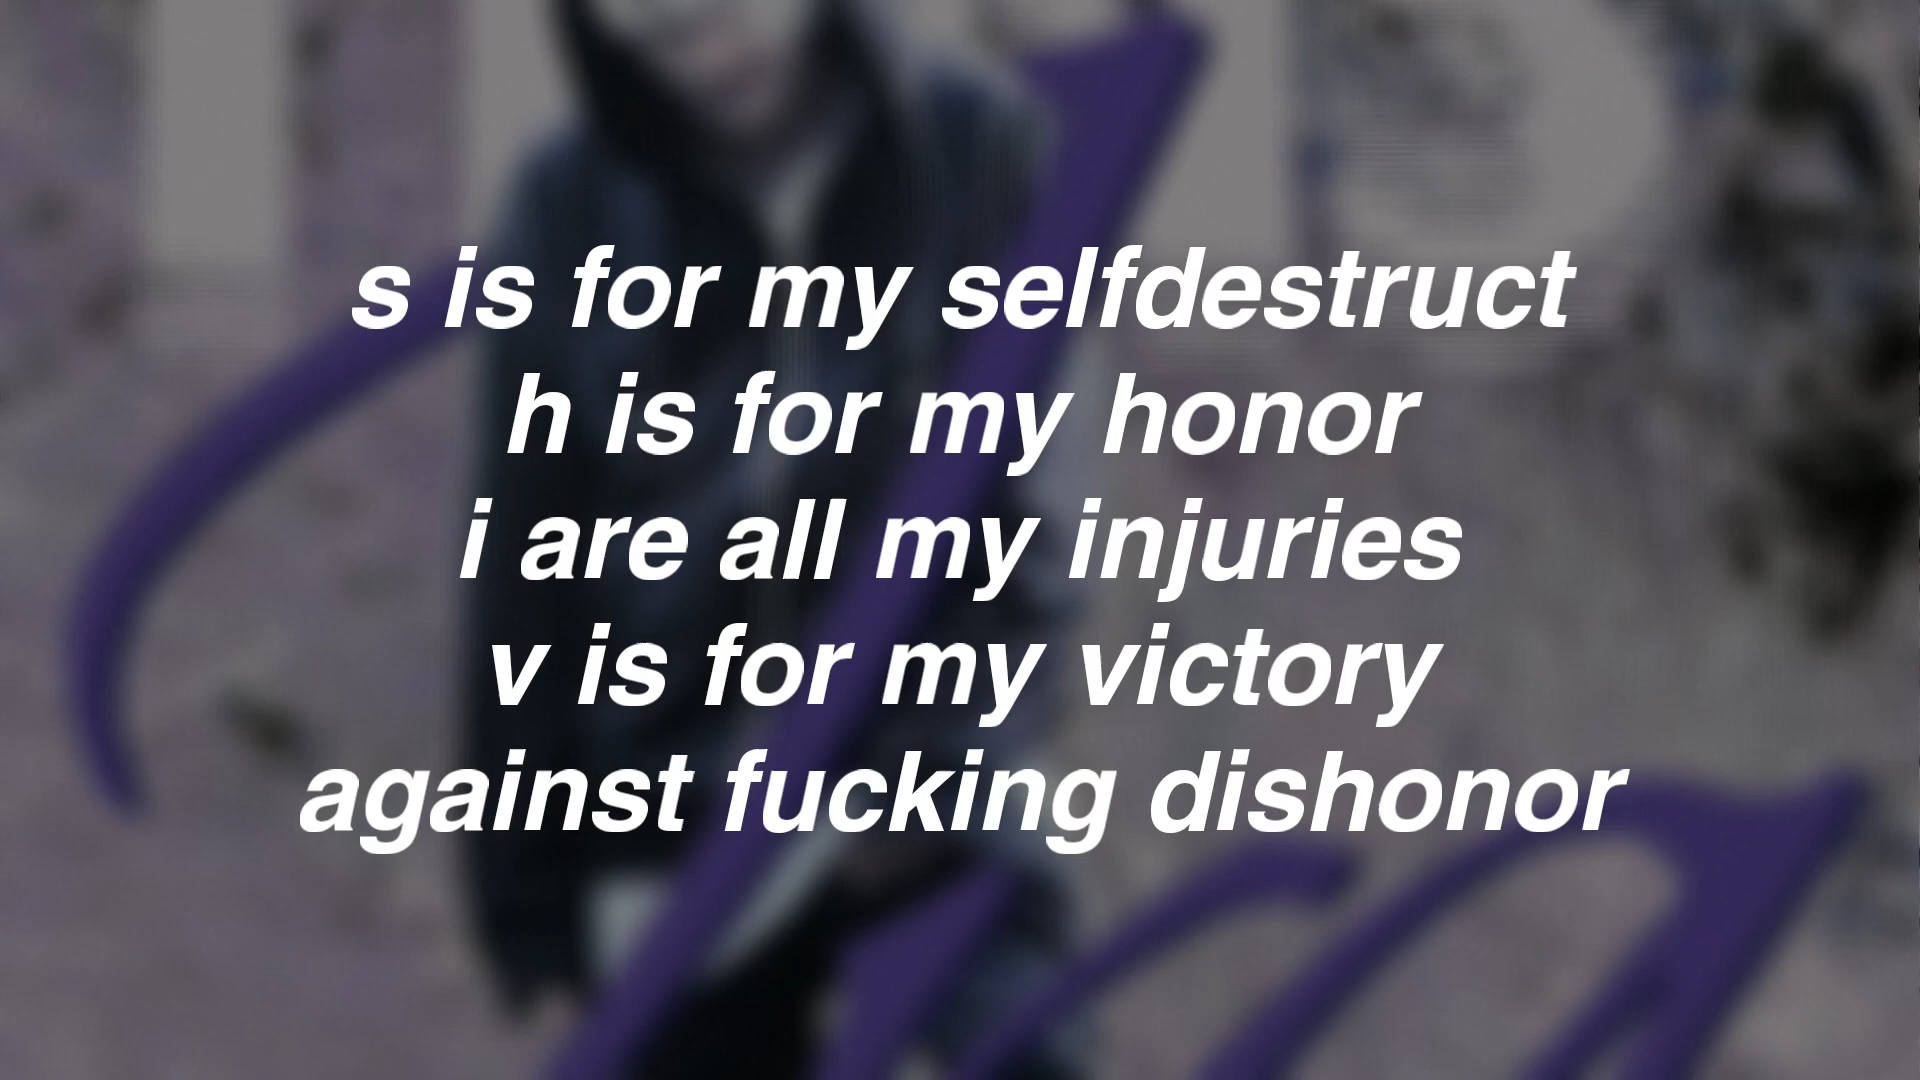 s is for my selfdestruct
h is for my honor
i are all my injuries
v is for my victory
against fucking dishonor